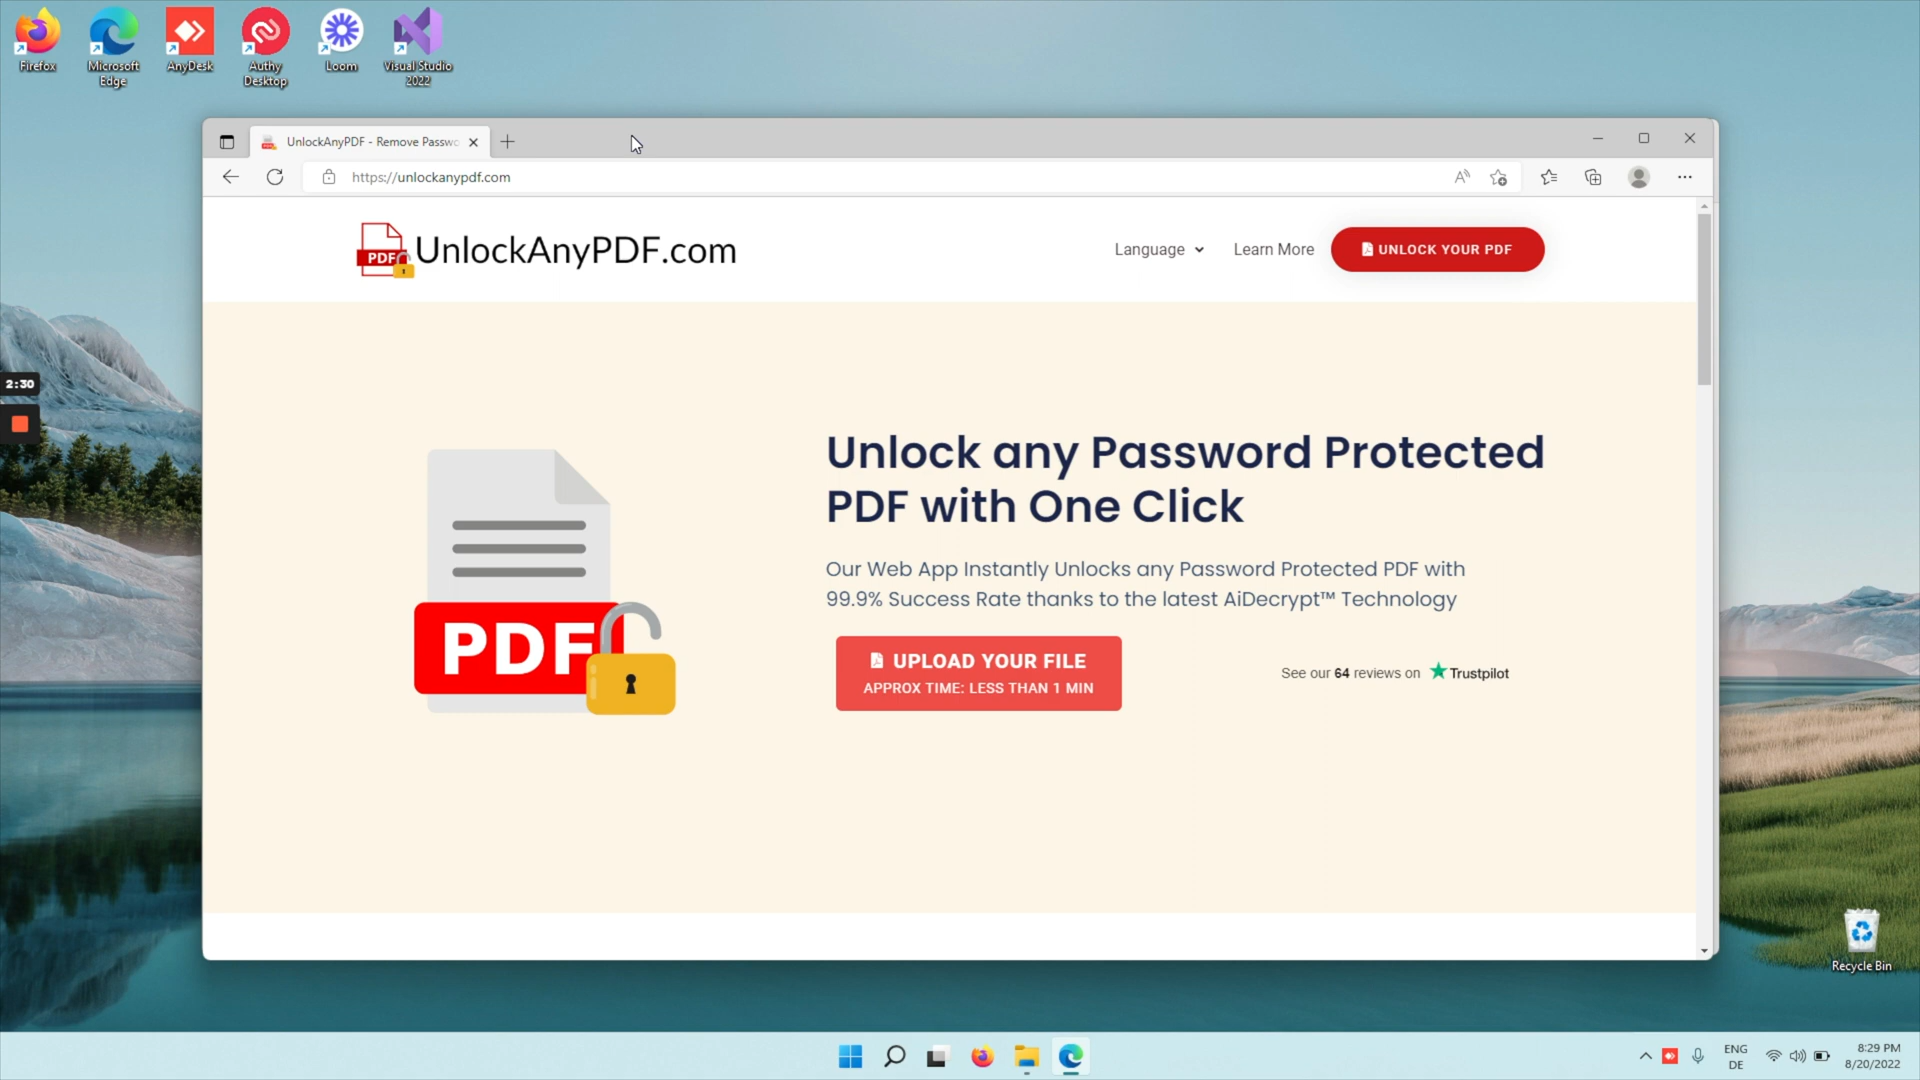 Firefox
Microsoft
Edge
AnyDesk
Authy
Desktop
Loom
Visual Studio
2022
UnlockAnyPDF - Remove Passwo
https://unlockanypdf.com
PDF
UnlockAnyPDF.com
Language
Learn More
UNLOCK YOUR PDF
2:30
Unlock any Password Protected
PDF with One Click
Our Web App Instantly Unlocks any Password Protected PDF with
99.9% Success Rate thanks to the latest AiDecrypt™ Technology
PDF
UPLOAD YOUR FILE
APPROX TIME: LESS THAN 1 MIN
See our 64 reviews on Trustpilot
Recycle Bin
ENG
DE
8:29 PM
8/20/2022